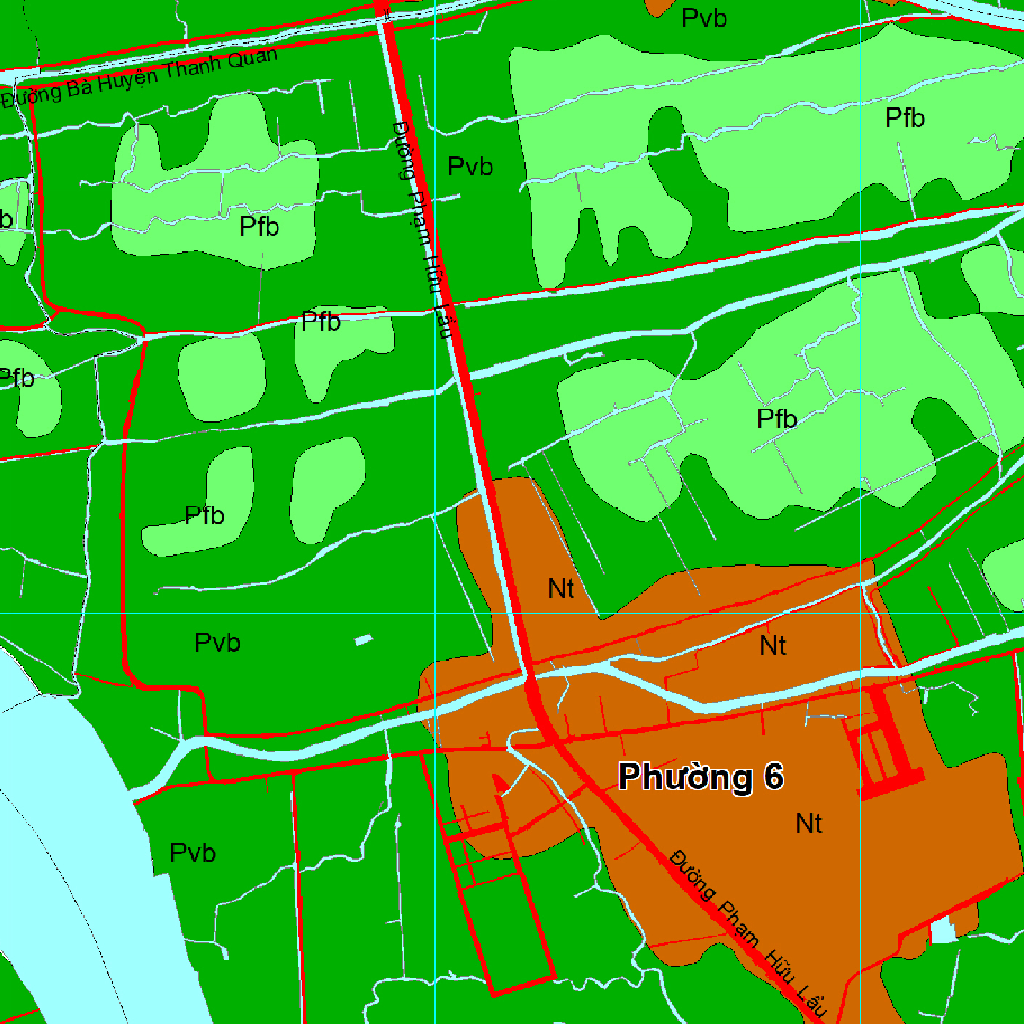 Pvb
Đường Bà Huyện Thanh Quan
Pfb
Đường Phạm Hữu Lầu
Pvb
b
Pfb
Pfb
Pfb
Pfb
Pfb
Nt
Pvb
Nt
Phường 6
Nt
Pvb
Đường Phạm Hữu Lầu